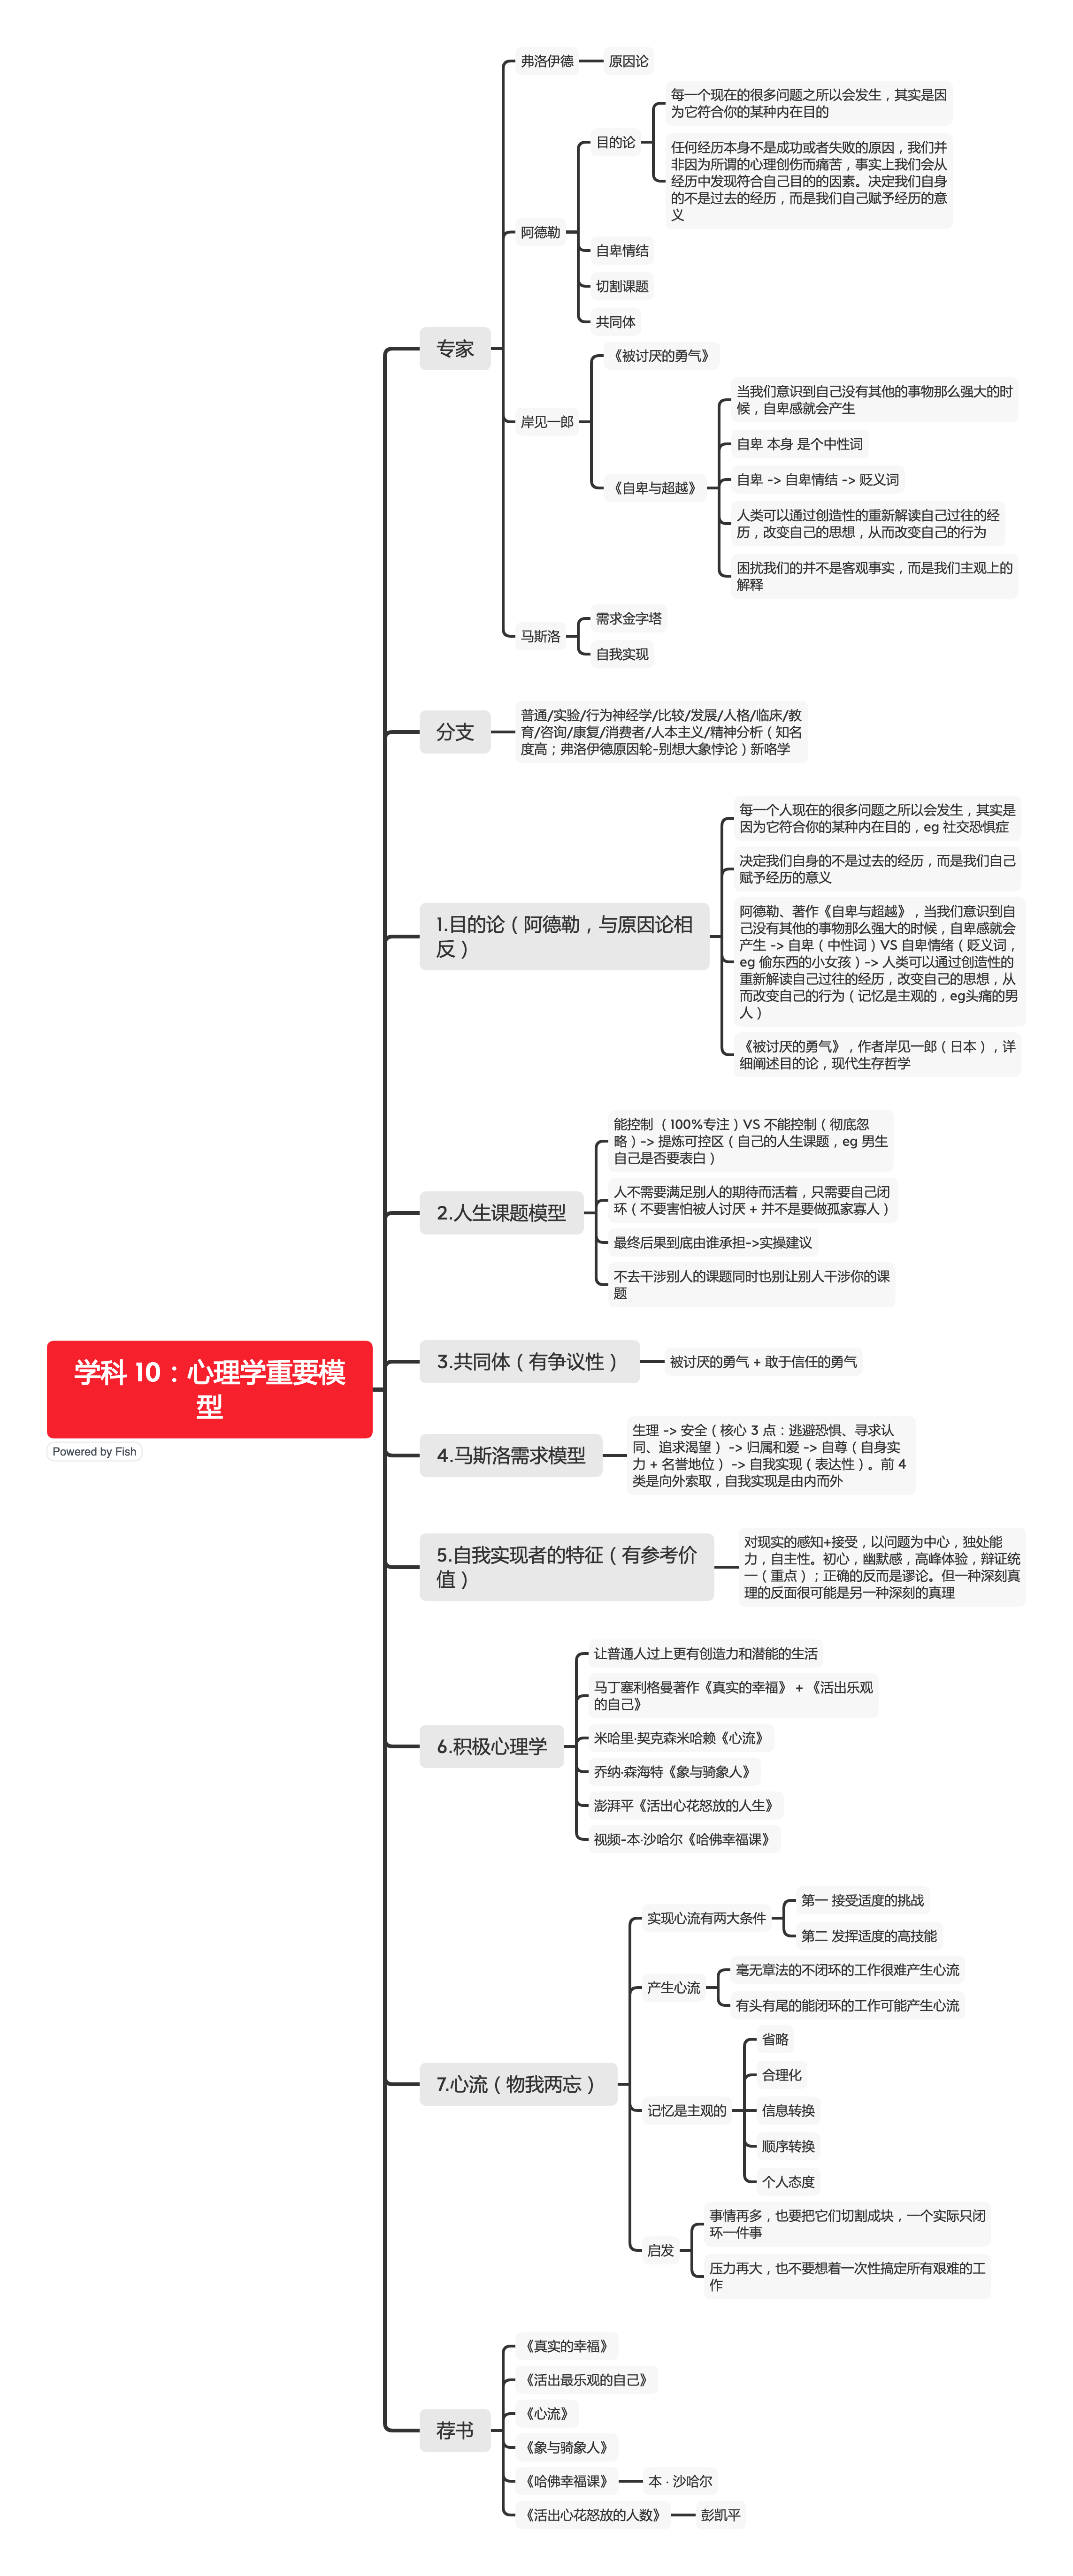 学科 10：心理学重要模
型
Powered by Fish
专家
弗洛伊德
原因论
阿德勒
目的论
每一个现在的很多问题之所以会发生，其实是因
为它符合你的某种内在目的
任何经历本身不是成功或者失败的原因，我们并
非因为所谓的心理创伤而痛苦，事实上我们会从
经历中发现符合自己目的的因素。决定我们自身
的不是过去的经历，而是我们自己赋予经历的意
义
自卑情结
切割课题
共同体
岸见一郎
《被讨厌的勇气》
《自卑与超越》
当我们意识到自己没有其他的事物那么强大的时
候，自卑感就会产生
自卑 本身 是个中性词
自卑 -> 自卑情结 -> 贬义词
人类可以通过创造性的重新解读自己过往的经
历，改变自己的思想，从而改变自己的行为
困扰我们的并不是客观事实，而是我们主观上的
解释
马斯洛
需求金字塔
自我实现
分支
普通/实验/行为神经学/比较/发展/人格/临床/教
育/咨询/康复/消费者/人本主义/精神分析（知名
度高；弗洛伊德原因轮-别想大象悖论）新咯学
1.目的论（阿德勒，与原因论相
反）
每一个人现在的很多问题之所以会发生，其实是
因为它符合你的某种内在目的，eg 社交恐惧症
决定我们自身的不是过去的经历，而是我们自己
赋予经历的意义
阿德勒、著作《自卑与超越》，当我们意识到自
己没有其他的事物那么强大的时候，自卑感就会
产生 -> 自卑（中性词）VS 自卑情绪（贬义词，
eg 偷东西的小女孩）-> 人类可以通过创造性的
重新解读自己过往的经历，改变自己的思想，从
而改变自己的行为（记忆是主观的，eg头痛的男
人）
《被讨厌的勇气》，作者岸见一郎（日本），详
细阐述目的论，现代生存哲学
2.人生课题模型
能控制 （100%专注）VS 不能控制（彻底忽
略）-> 提炼可控区（自己的人生课题，eg 男生
自己是否要表白）
人不需要满足别人的期待而活着，只需要自己闭
环（不要害怕被人讨厌 + 并不是要做孤家寡人）
最终后果到底由谁承担->实操建议
不去干涉别人的课题同时也别让别人干涉你的课
题
3.共同体（有争议性）
被讨厌的勇气 + 敢于信任的勇气
4.马斯洛需求模型
生理 -> 安全（核心 3 点：逃避恐惧、寻求认
同、追求渴望） -> 归属和爱 -> 自尊（自身实
力 + 名誉地位） -> 自我实现（表达性）。前 4
类是向外索取，自我实现是由内而外
5.自我实现者的特征（有参考价
值）
对现实的感知+接受，以问题为中心，独处能
力，自主性。初心，幽默感，高峰体验，辩证统
一（重点）；正确的反而是谬论。但一种深刻真
理的反面很可能是另一种深刻的真理
6.积极心理学
让普通人过上更有创造力和潜能的生活
马丁塞利格曼著作《真实的幸福》 + 《活出乐观
的自己》
米哈里·契克森米哈赖《心流》
乔纳·森海特《象与骑象人》
澎湃平《活出心花怒放的人生》
视频-本·沙哈尔《哈佛幸福课》
7.心流（物我两忘）
实现心流有两大条件
第一 接受适度的挑战
第二 发挥适度的高技能
产生心流
毫无章法的不闭环的工作很难产生心流
有头有尾的能闭环的工作可能产生心流
记忆是主观的
省略
合理化
信息转换
顺序转换
个人态度
启发
事情再多，也要把它们切割成块，一个实际只闭
环一件事
压力再大，也不要想着一次性搞定所有艰难的工
作
荐书
《真实的幸福》
《活出最乐观的自己》
《心流》
《象与骑象人》
《哈佛幸福课》
本 · 沙哈尔
《活出心花怒放的人数》
彭凯平